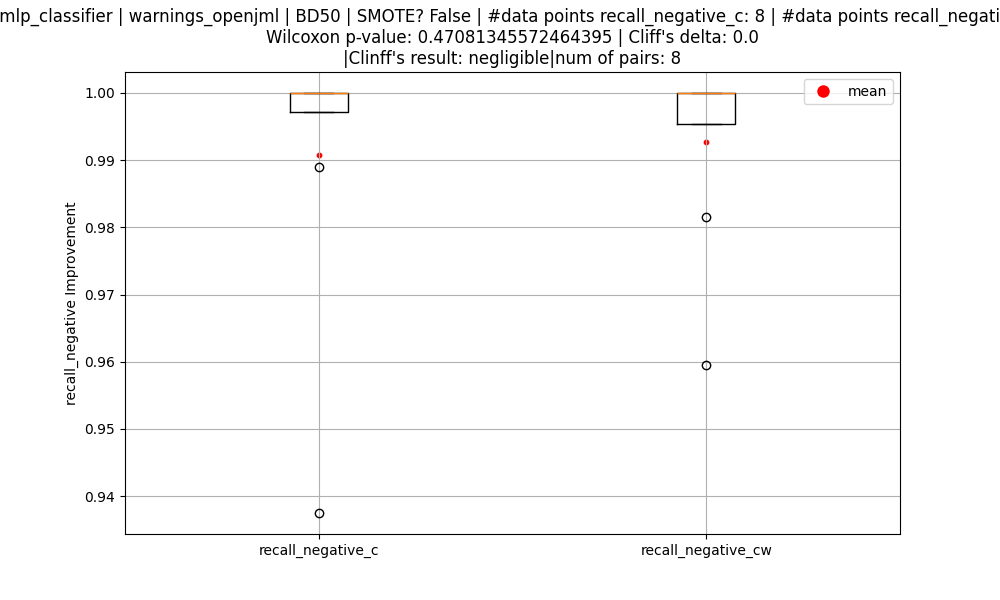 mlp_classifier | warnings_openjml | BD50 | SMOTE? False | #data points recall_negative_c: 8 | #data points recall_negati
Wilcoxon p-value: 0.47081345572464395 | Cliff's delta: 0.0
|Clinff's result: negligible|num of pairs: 8
mean
1.00
0.99
0.98
0.97
0.96
0.95
0.94
recall_negative Improvement
recall_negative_c
recall_negative_cw